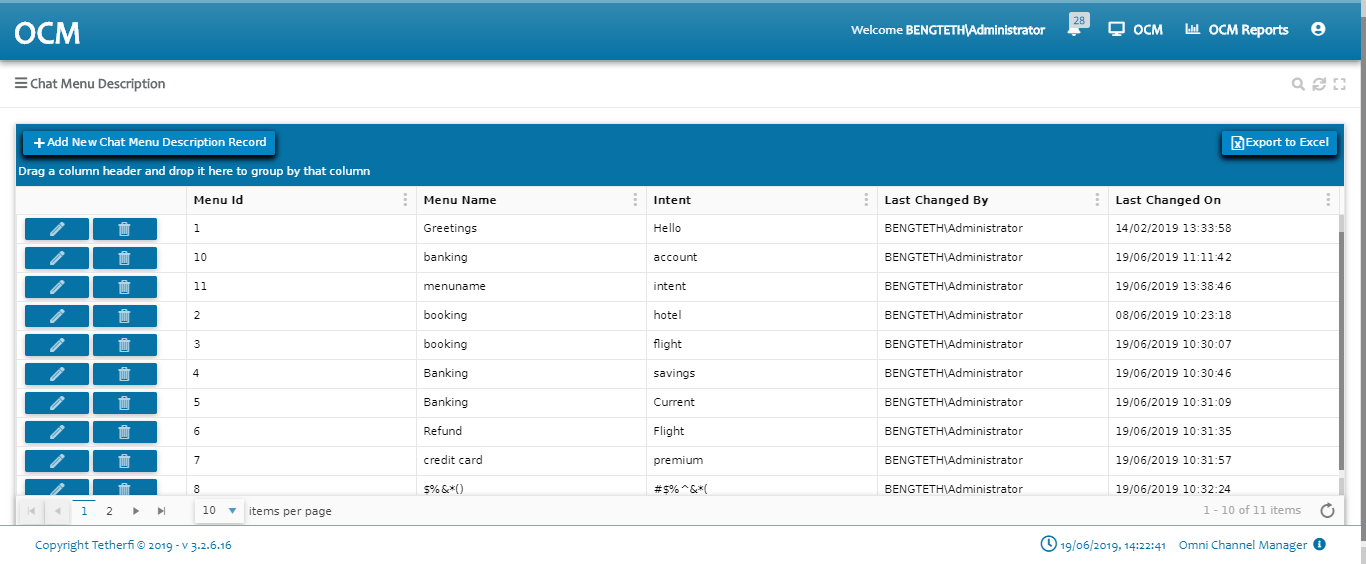 OCM
Welcome BENGTETH\Administrator 28 OCM OCM Reports
Chat Menu Description
Add New Chat Menu Description Record Export to Excel
Drag a column header and drop it here to group by that column
Menu Id Menu Name Intent Last Changed By Last Changed On
1 Greetings Hello BENGTETH\Administrator 14/02/2019 13:33:58
10 banking account BENGTETH\Administrator 19/06/2019 11:11:42
11 menuname intent BENGTETH\Administrator 19/06/2019 13:38:46
2 booking hotel BENGTETH\Administrator 08/06/2019 10:23:18
3 booking flight BENGTETH\Administrator 19/06/2019 10:30:07
4 Banking savings BENGTETH\Administrator 19/06/2019 10:30:46
5 Banking Current BENGTETH\Administrator 19/06/2019 10:31:09
6 Refund Flight BENGTETH\Administrator 19/06/2019 10:31:35
7 credit card premium BENGTETH\Administrator 19/06/2019 10:31:57
8 $%&*() #$%^&*( BENGTETH\Administrator 19/06/2019 10:32:24
1 2 10 items per page 1 - 10 of 11 items
Copyright Tetherfi © 2019 - v 3.2.6.16 19/06/2019, 14:22:41 Omni Channel Manager